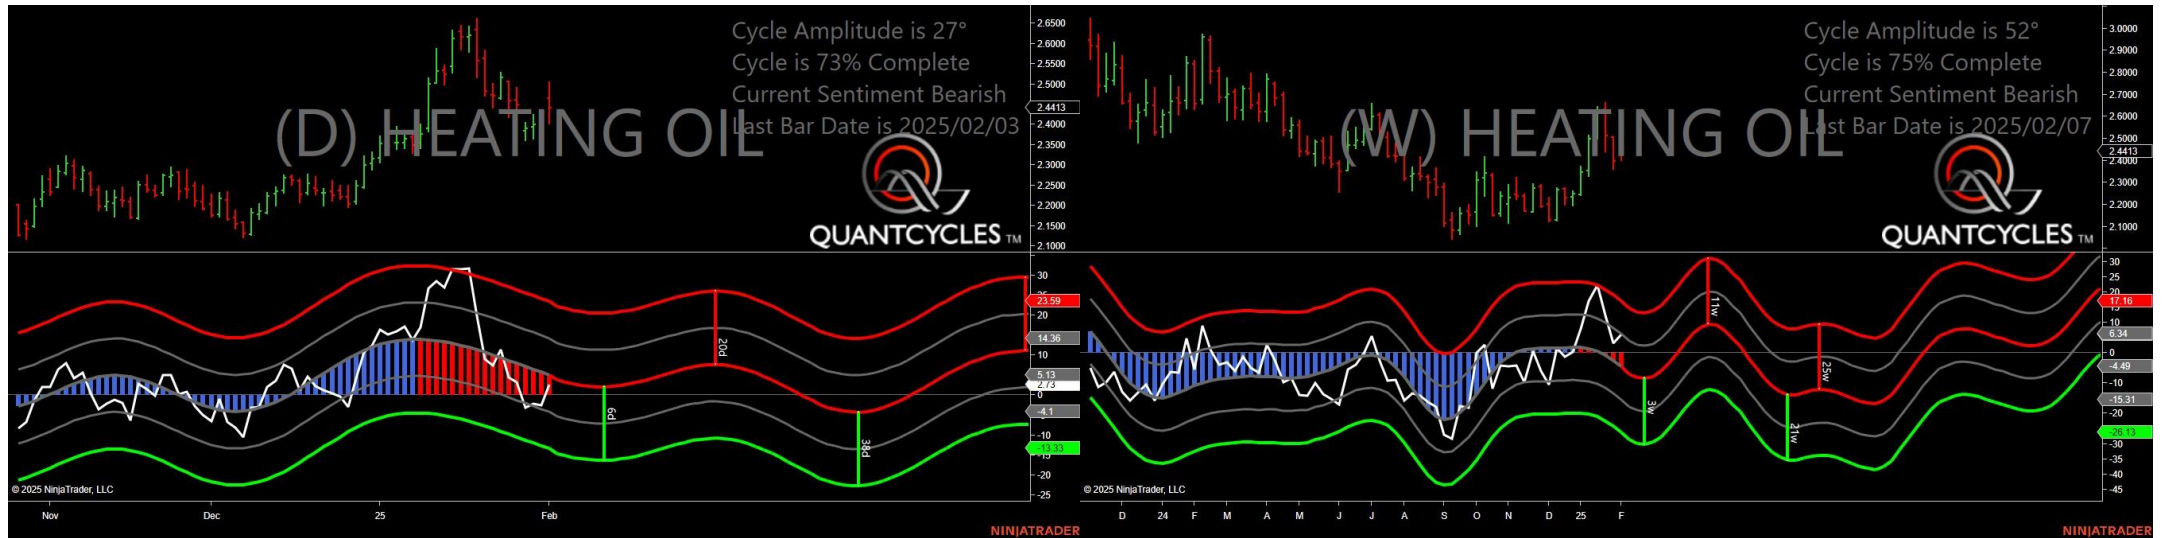 Cycle Amplitude is 27°
Cycle is 73% Complete
Current Sentiment Bearish
Last Bar Date is 2025/02/03
(D) HEATING OIL
QUANTCYCLES TM
2.6500
2.6000
2.5500
2.5000
2.4413
2.4000
2.3500
2.3000
2.2500
2.2000
2.1500
2.1000
30
23.59
20
14.36
10
5.13
2.73
0
-4.1
-10
-13.33
-20
-25
6d
20d
38d
© 2025 NinjaTrader, LLC
Nov
Dec
25
Feb
NINJATRADER
Cycle Amplitude is 52°
Cycle is 75% Complete
Current Sentiment Bearish
Last Bar Date is 2025/02/07
(W) HEATING OIL
QUANTCYCLES TM
3.0000
2.9000
2.8000
2.7000
2.6000
2.5000
2.4413
2.4000
2.3000
2.2000
2.1000
30
25
20
17.16
10
6.34
0
-4.49
-10
-15.31
-20
-26.13
-30
-35
-45
3w
11w
21w
25w
© 2025 NinjaTrader, LLC
D
24
F
M
A
M
J
J
A
S
O
N
D
25
F
NINJATRADER